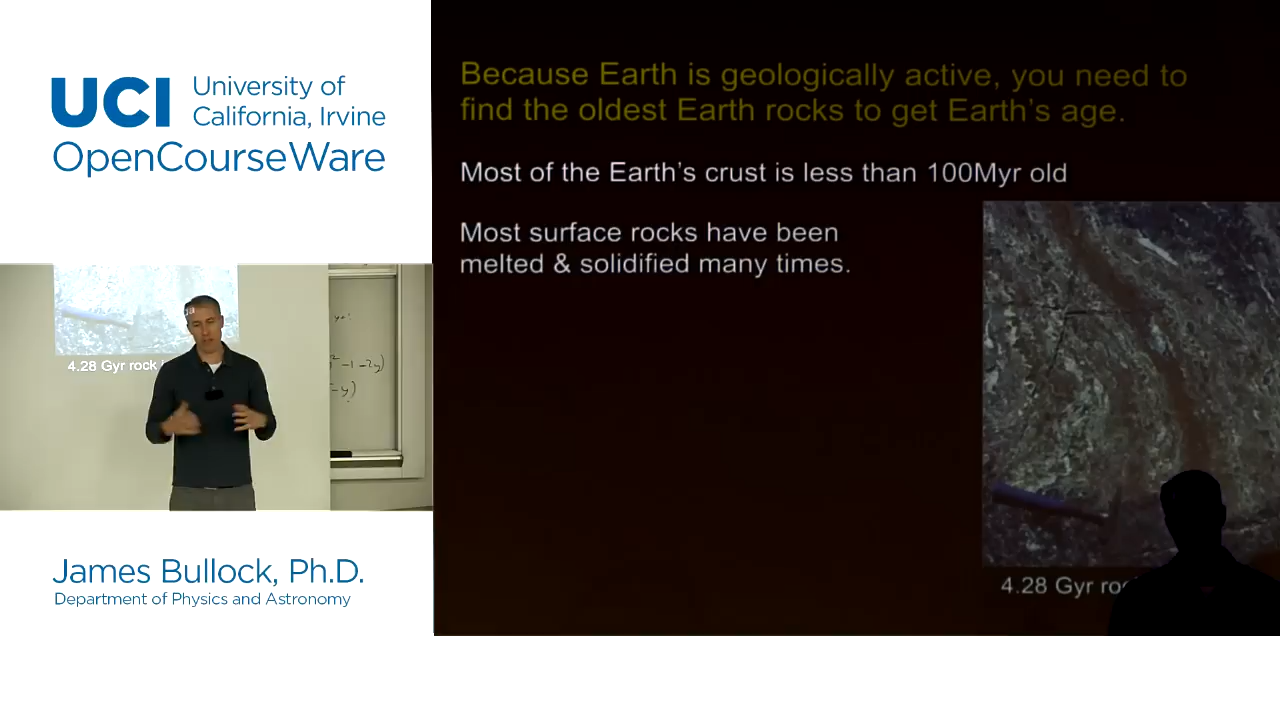 UCI University of
California, Irvine
OpenCourseWare
Because Earth is geologically active, you need to
find the oldest Earth rocks to get Earth's age.
Most of the Earth's crust is less than 100Myr old
Most surface rocks have been
melted & solidified many times.
4.28 Gyr rock
-1-2y)
-y)
4.28 Gyr
James Bullock, Ph.D.
Department of Physics and Astronomy